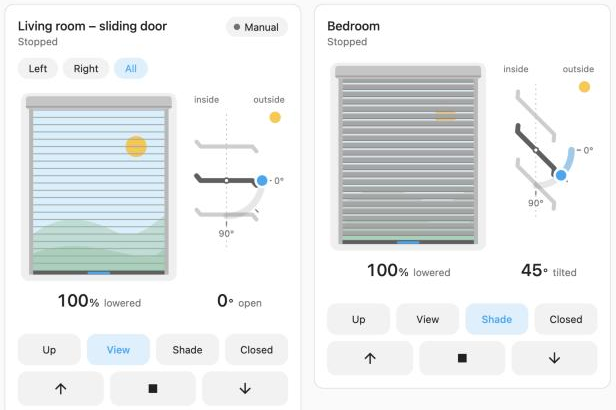 Living room – sliding door
Manual
Stopped
Left Right All
inside outside
0°
90°
100% lowered
0° open
Up View Shade Closed
Bedroom
Stopped
inside outside
0°
90°
100% lowered
45° tilted
Up View Shade Closed